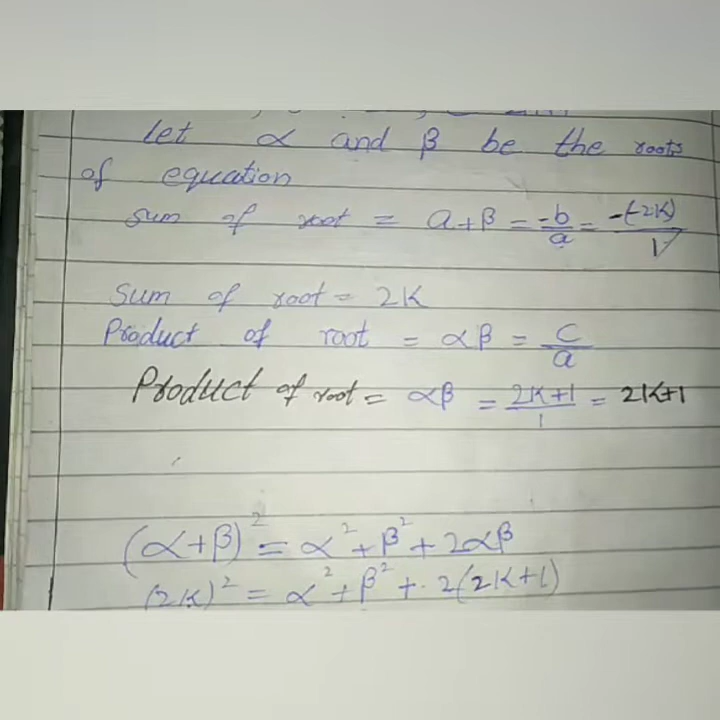 Let α and β be the roots
of equation
Sum of root = α+β = -b/a = -(-2K)/1
Sum of root = 2K
Product of root = αβ = c/a
Product of root = αβ = 2K+1/1 = 2K+1
(α+β)² = α²+β²+2αβ
(2K)² = α²+β²+2(2K+1)